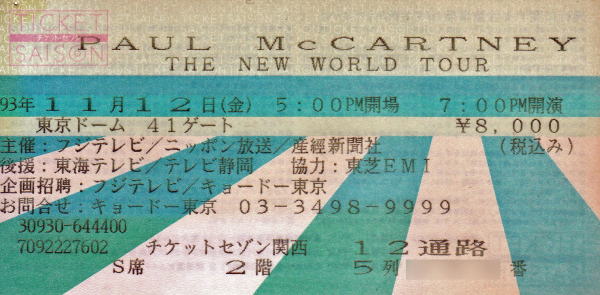 TICKET
チケットセゾン
SAISON
PAUL McCARTNEY
THE NEW WORLD TOUR
93年11月12日(金) 5:00PM開場 7:00PM開演
東京ドーム 41ゲート ¥8,000
主催:フジテレビ/ニッポン放送/産經新聞社 (税込み)
後援:東海テレビ/テレビ静岡 協力:東芝EMI
企画招聘:フジテレビ/キョードー東京
お問合せ:キョードー東京 03-3498-9999
30930-644400
7092227602 チケットセゾン関西 12通路
S席 2階 5列 番